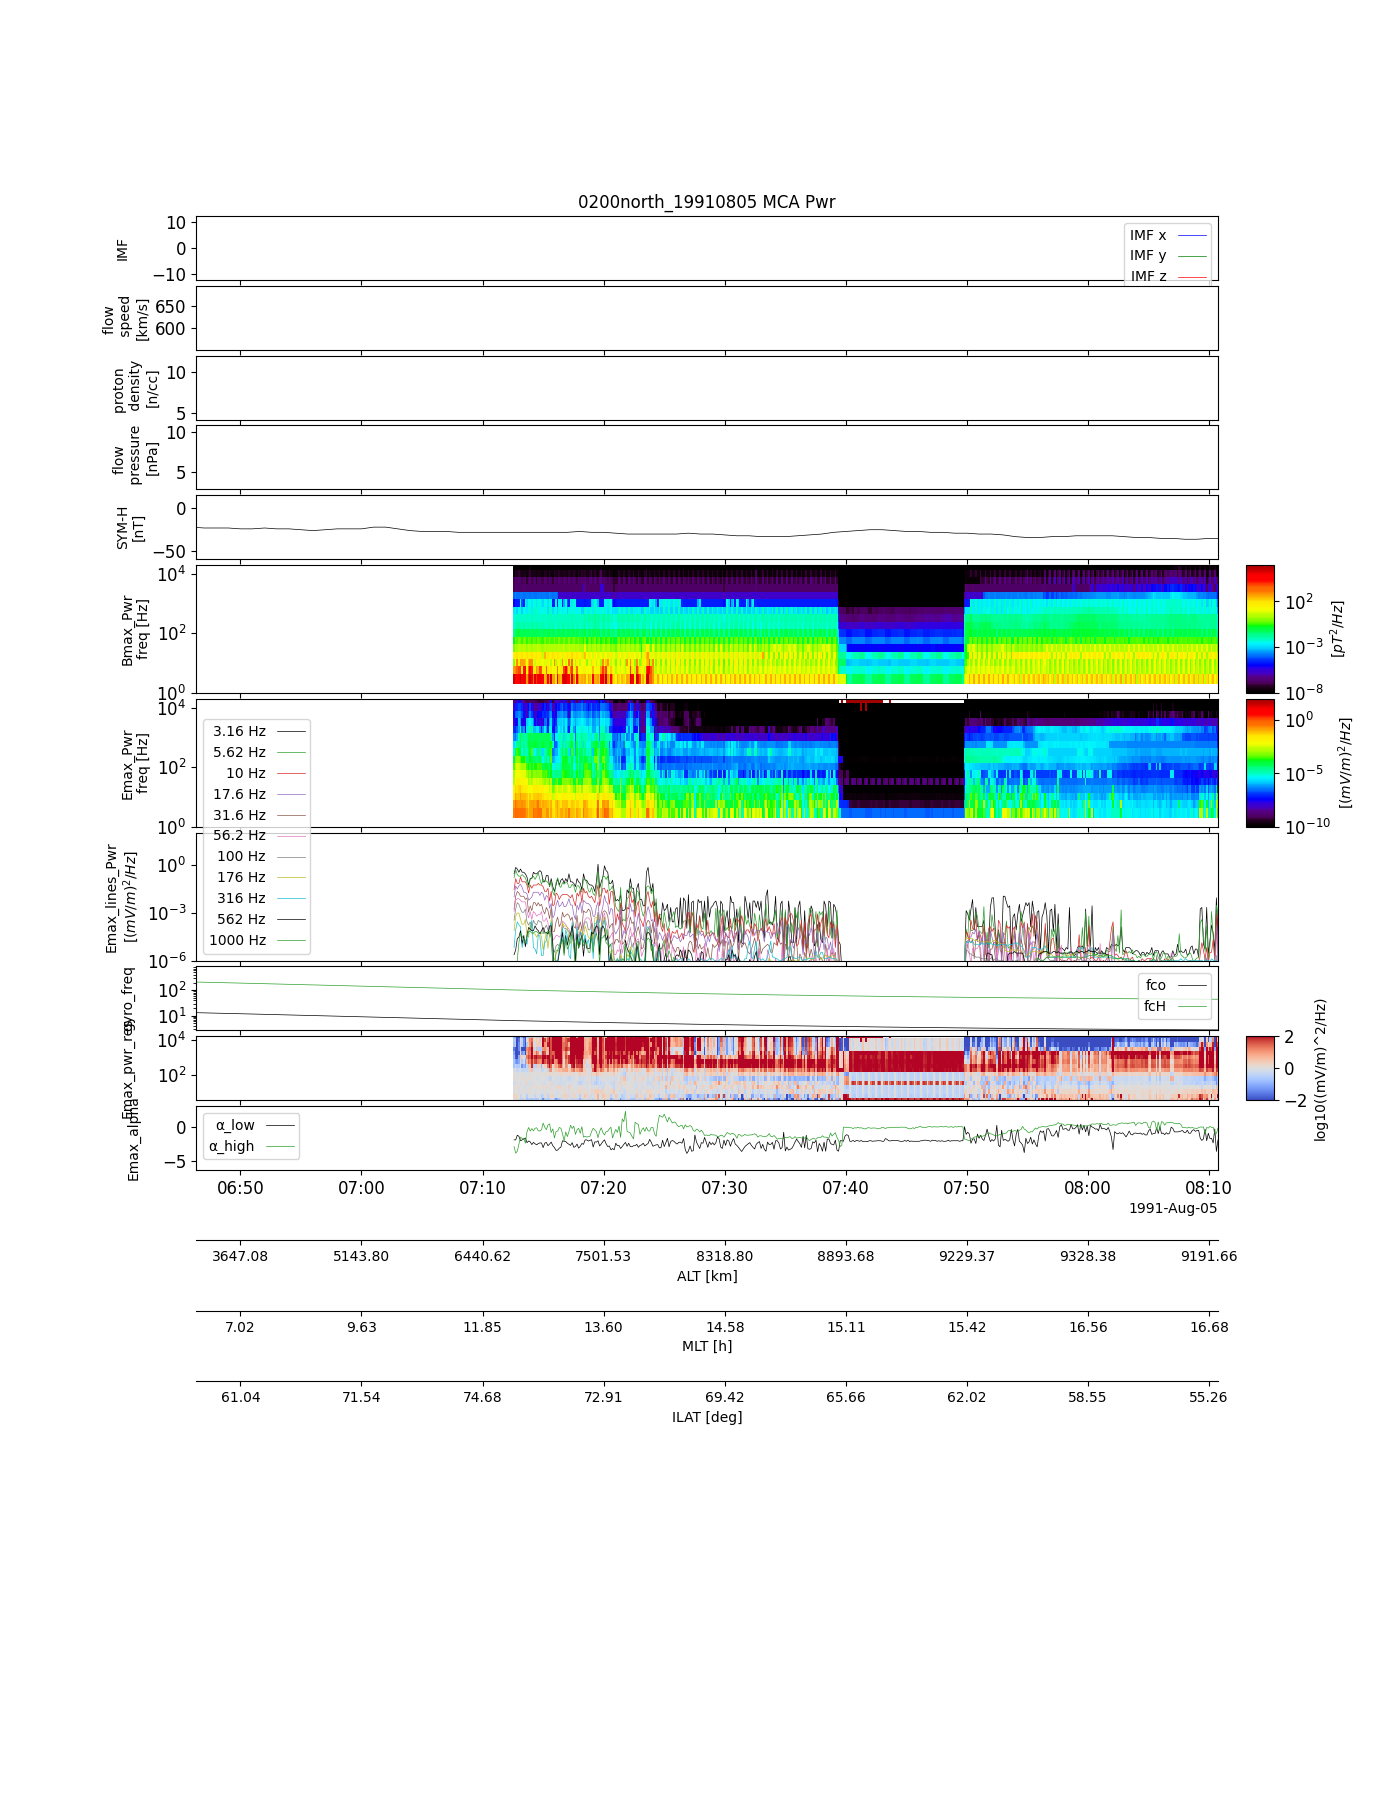 0200north_19910805 MCA Pwr
10
0
−10
IMF
IMF x
IMF y
IMF z
650
600
flow
speed
[km/s]
10
5
proton
density
[n/cc]
10
5
flow
pressure
[nPa]
0
−50
SYM-H
[nT]
10^4
10^2
10^0
Bmax_Pwr
freq [Hz]
10^2
10^−3
10^−8
[pT^2/Hz]
10^4
10^2
10^0
Emax_Pwr
freq [Hz]
10^0
10^−5
10^−10
[(mV/m)^2/Hz]
3.16 Hz
5.62 Hz
10 Hz
17.6 Hz
31.6 Hz
56.2 Hz
100 Hz
176 Hz
316 Hz
562 Hz
1000 Hz
10^0
10^−3
10^−6
Emax_lines_Pwr
[(mV/m)^2/Hz]
10^2
10^1
gyro_freq
fco
fcH
10^4
10^2
Emax_pwr_reg
2
0
−2
log10((mV/m)^2/Hz)
0
−5
Emax_alpha
α_low
α_high
06:50 07:00 07:10 07:20 07:30 07:40 07:50 08:00 08:10
1991-Aug-05
3647.08 5143.80 6440.62 7501.53 8318.80 8893.68 9229.37 9328.38 9191.66
ALT [km]
7.02 9.63 11.85 13.60 14.58 15.11 15.42 16.56 16.68
MLT [h]
61.04 71.54 74.68 72.91 69.42 65.66 62.02 58.55 55.26
ILAT [deg]